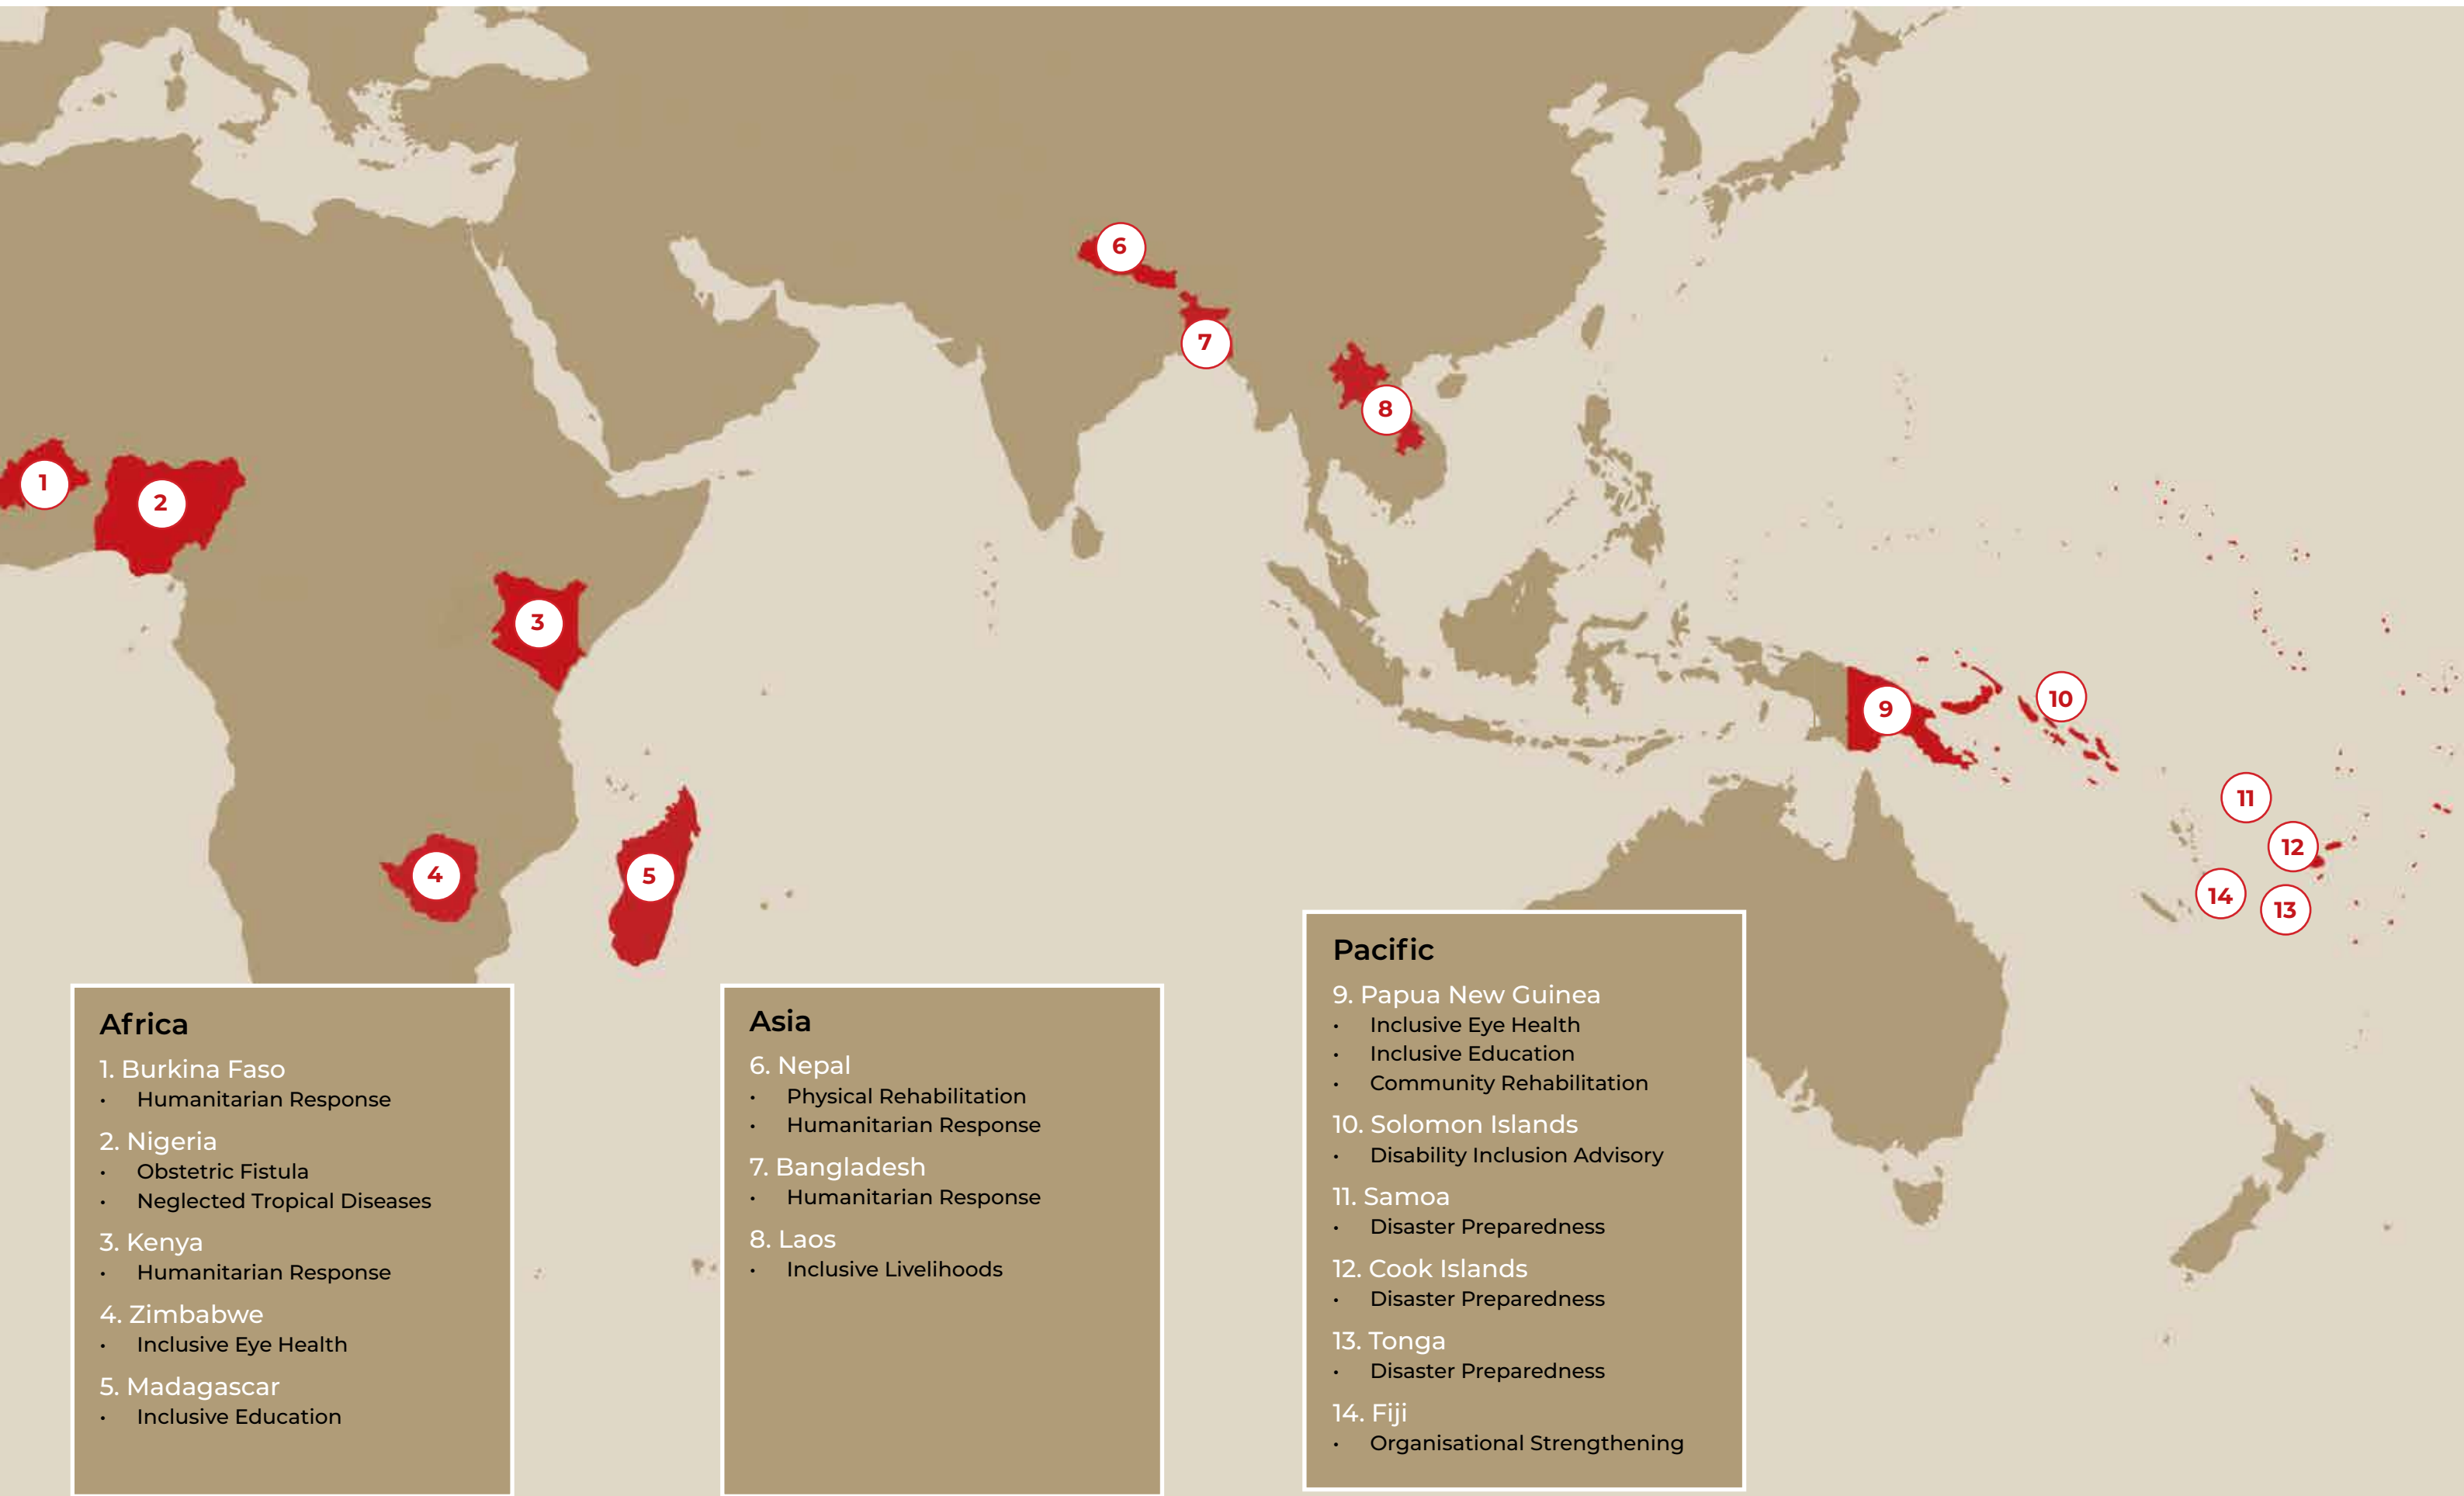 6
7
8
1
2
3
4
5
9
10
11
12
14
13
Africa
1. Burkina Faso
• Humanitarian Response
2. Nigeria
• Obstetric Fistula
• Neglected Tropical Diseases
3. Kenya
• Humanitarian Response
4. Zimbabwe
• Inclusive Eye Health
5. Madagascar
• Inclusive Education
Asia
6. Nepal
• Physical Rehabilitation
• Humanitarian Response
7. Bangladesh
• Humanitarian Response
8. Laos
• Inclusive Livelihoods
Pacific
9. Papua New Guinea
• Inclusive Eye Health
• Inclusive Education
• Community Rehabilitation
10. Solomon Islands
• Disability Inclusion Advisory
11. Samoa
• Disaster Preparedness
12. Cook Islands
• Disaster Preparedness
13. Tonga
• Disaster Preparedness
14. Fiji
• Organisational Strengthening